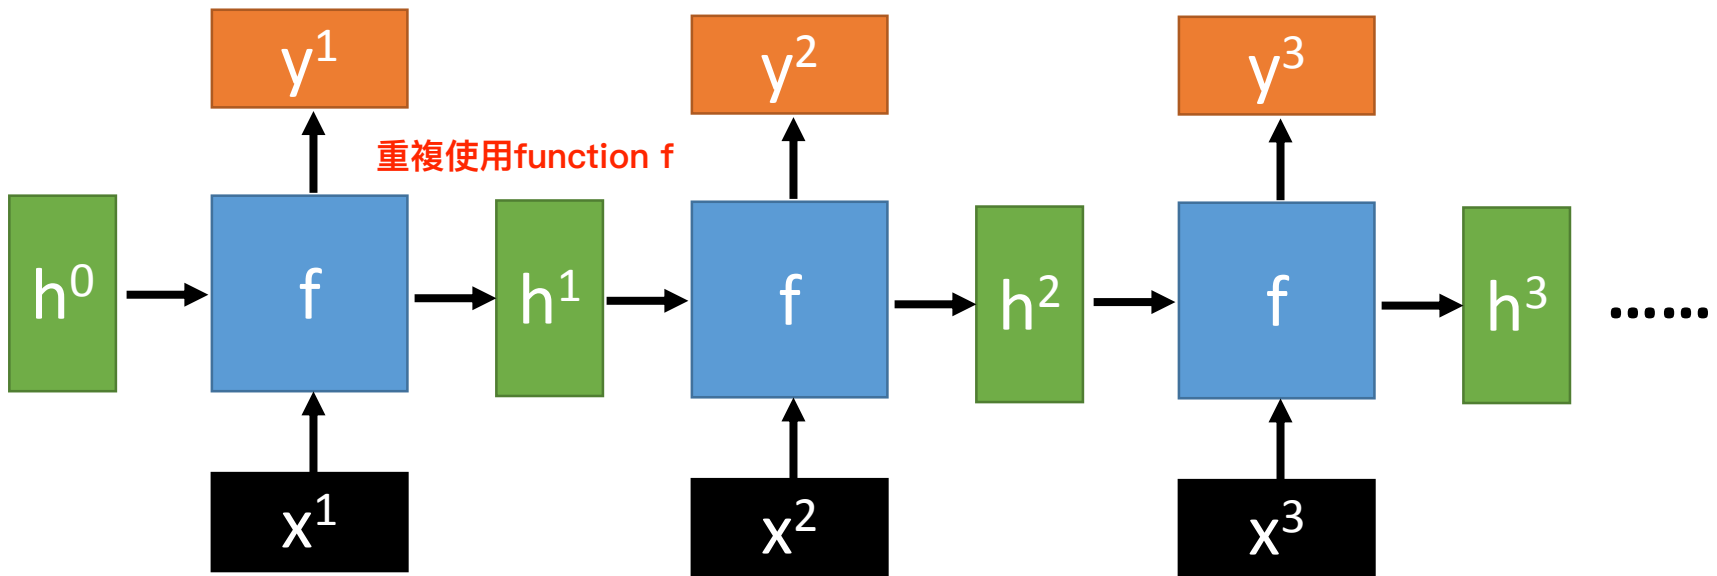 y¹ y² y³
重複使用function f
h⁰ f h¹ f h² f h³ ......
x¹ x² x³